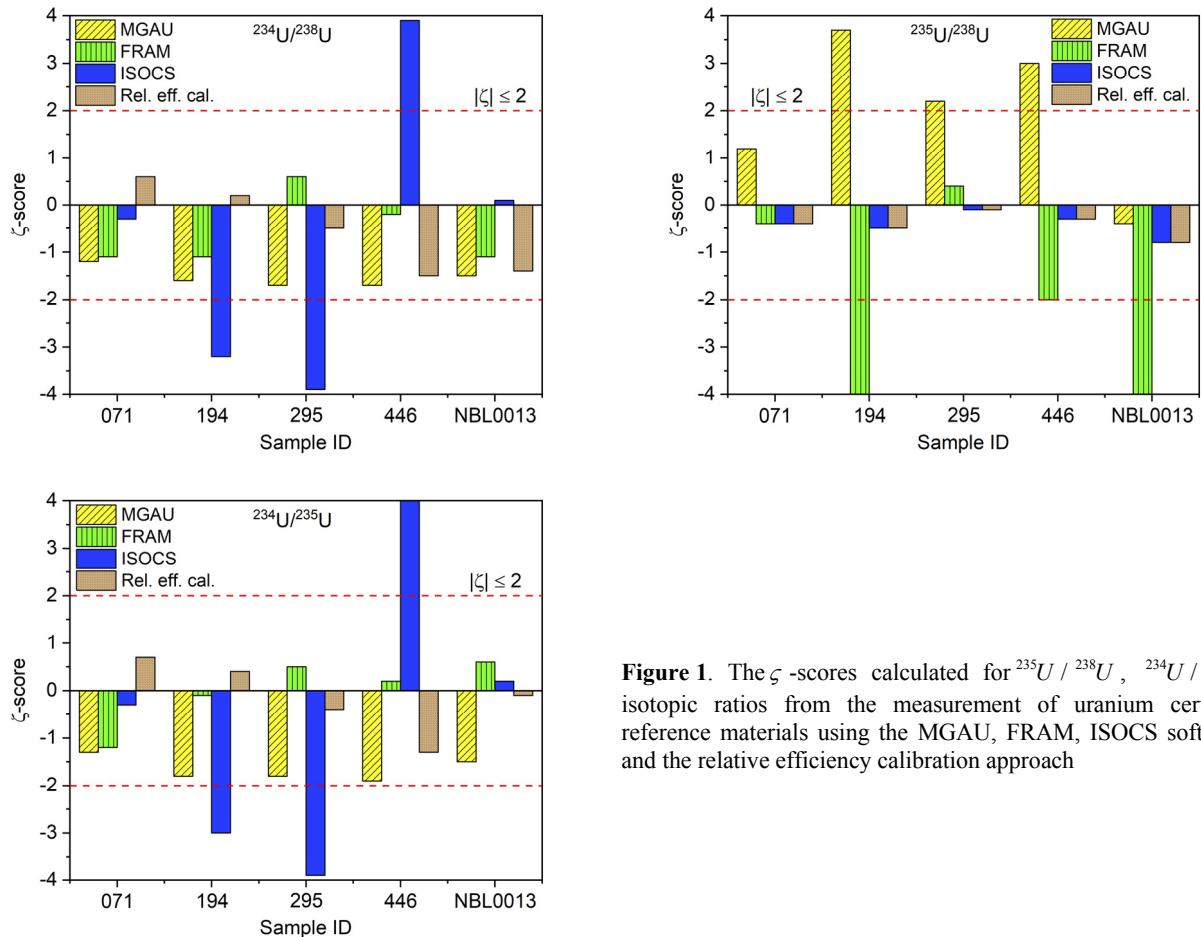 4
3
2
1
0
-1
-2
-3
-4
ζ-score
MGAU
FRAM
ISOCS
Rel. eff. cal.
²³⁴U/²³⁸U
|ζ| ≤ 2
071 194 295 446 NBL0013
Sample ID
4
3
2
1
0
-1
-2
-3
-4
ζ-score
²³⁵U/²³⁸U
MGAU
FRAM
ISOCS
Rel. eff. cal.
|ζ| ≤ 2
071 194 295 446 NBL0013
Sample ID
4
3
2
1
0
-1
-2
-3
-4
ζ-score
MGAU
FRAM
ISOCS
Rel. eff. cal.
²³⁴U/²³⁵U
|ζ| ≤ 2
071 194 295 446 NBL0013
Sample ID
Figure 1. The ς -scores calculated for ²³⁵U / ²³⁸U , ²³⁴U /
isotopic ratios from the measurement of uranium cer
reference materials using the MGAU, FRAM, ISOCS soft
and the relative efficiency calibration approach